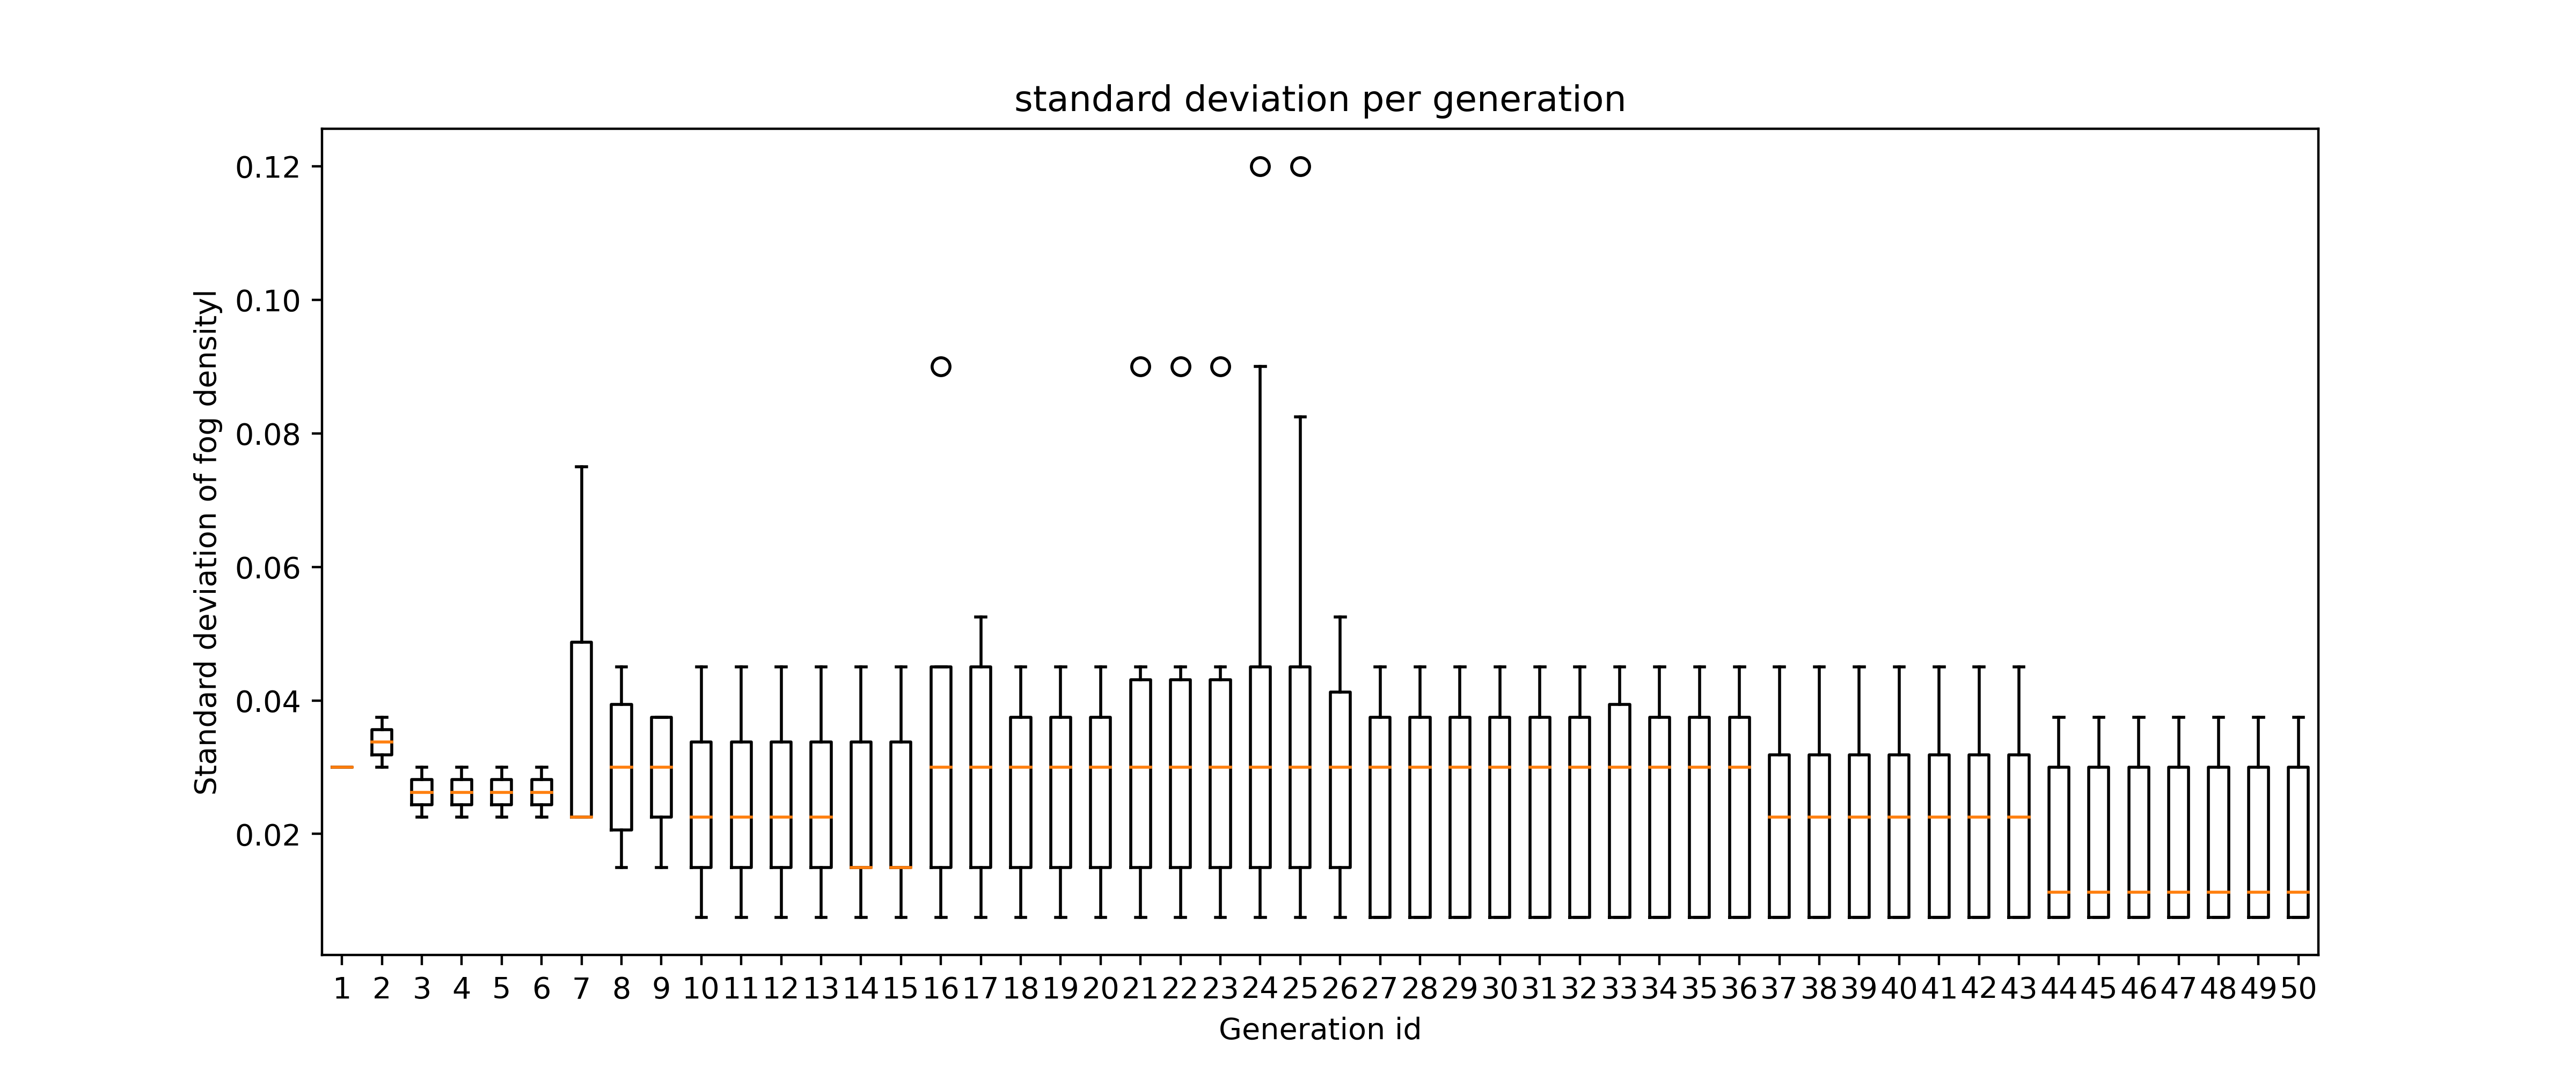 standard deviation per generation
0.12
0.10
0.08
0.06
0.04
0.02
Standard deviation of fog density|
1 2 3 4 5 6 7 8 9 10 11 12 13 14 15 16 17 18 19 20 21 22 23 24 25 26 27 28 29 30 31 32 33 34 35 36 37 38 39 40 41 42 43 44 45 46 47 48 49 50
Generation id